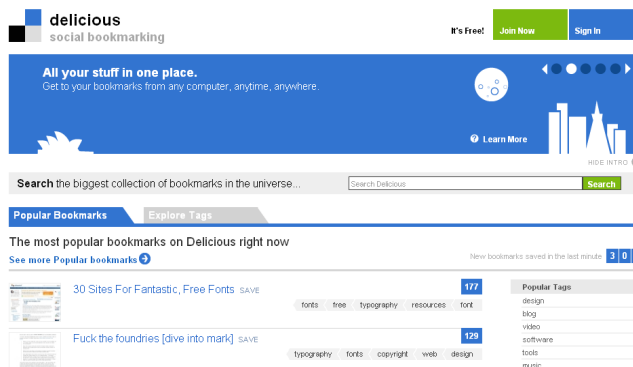 delicious
social bookmarking
It's Free!
Join Now
Sign In
All your stuff in one place.
Get to your bookmarks from any computer, anytime, anywhere.
? Learn More
HIDE INTRO
Search the biggest collection of bookmarks in the universe...
Search Delicious
Search
Popular Bookmarks
Explore Tags
The most popular bookmarks on Delicious right now
See more Popular bookmarks
New bookmarks saved in the last minute 3 0
30 Sites For Fantastic, Free Fonts SAVE
177
fonts free typography resources font
Fuck the foundries [dive into mark] SAVE
129
typography fonts copyright web design
Popular Tags
design
blog
video
software
tools
music